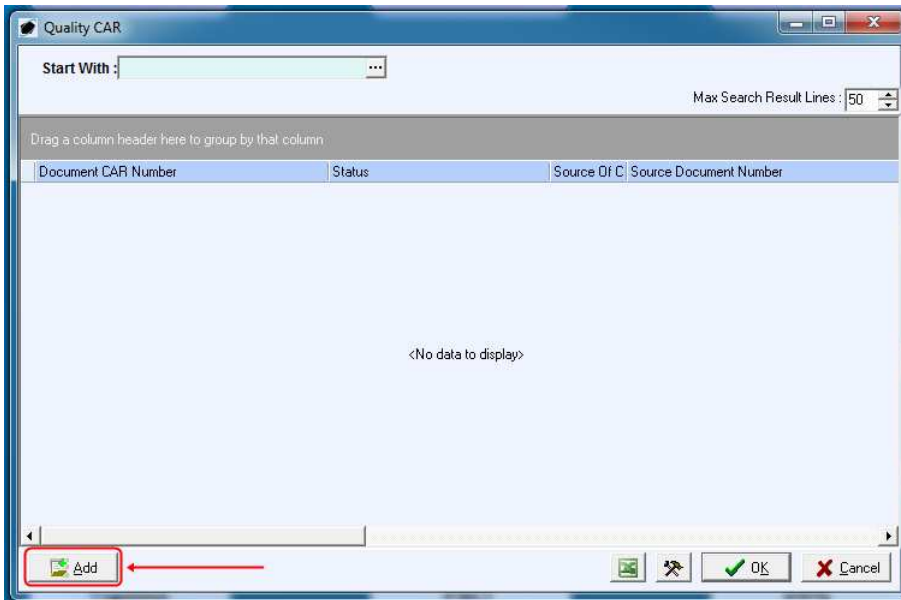 Quality CAR
Start With :
...
Max Search Result Lines : 50
Drag a column header here to group by that column
Document CAR Number Status Source Of C Source Document Number
<No data to display>
Add OK Cancel